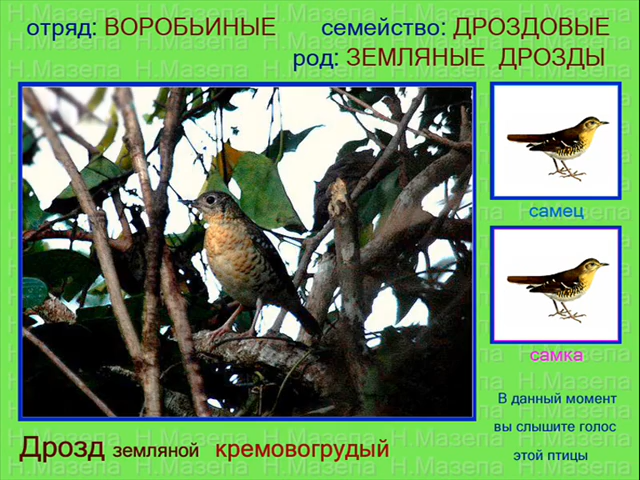 отряд: ВОРОБЬИНЫЕ семейство: ДРОЗДОВЫЕ
род: ЗЕМЛЯНЫЕ ДРОЗДЫ
самец
самка
В данный момент
вы слышите голос
этой птицы
Дрозд земляной кремовогрудый
Н.Мазепа